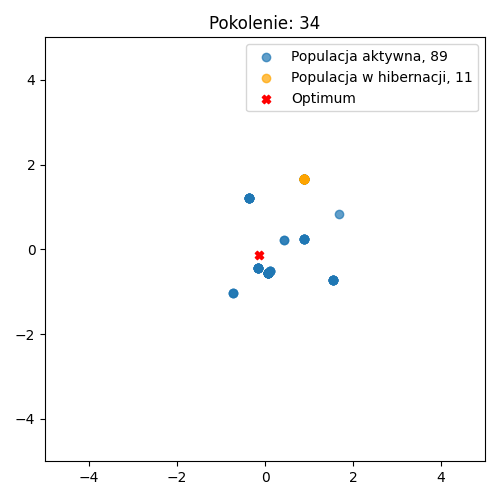 Pokolenie: 34
Populacja aktywna, 89
Populacja w hibernacji, 11
Optimum
4
2
0
−2
−4
−4
−2
0
2
4